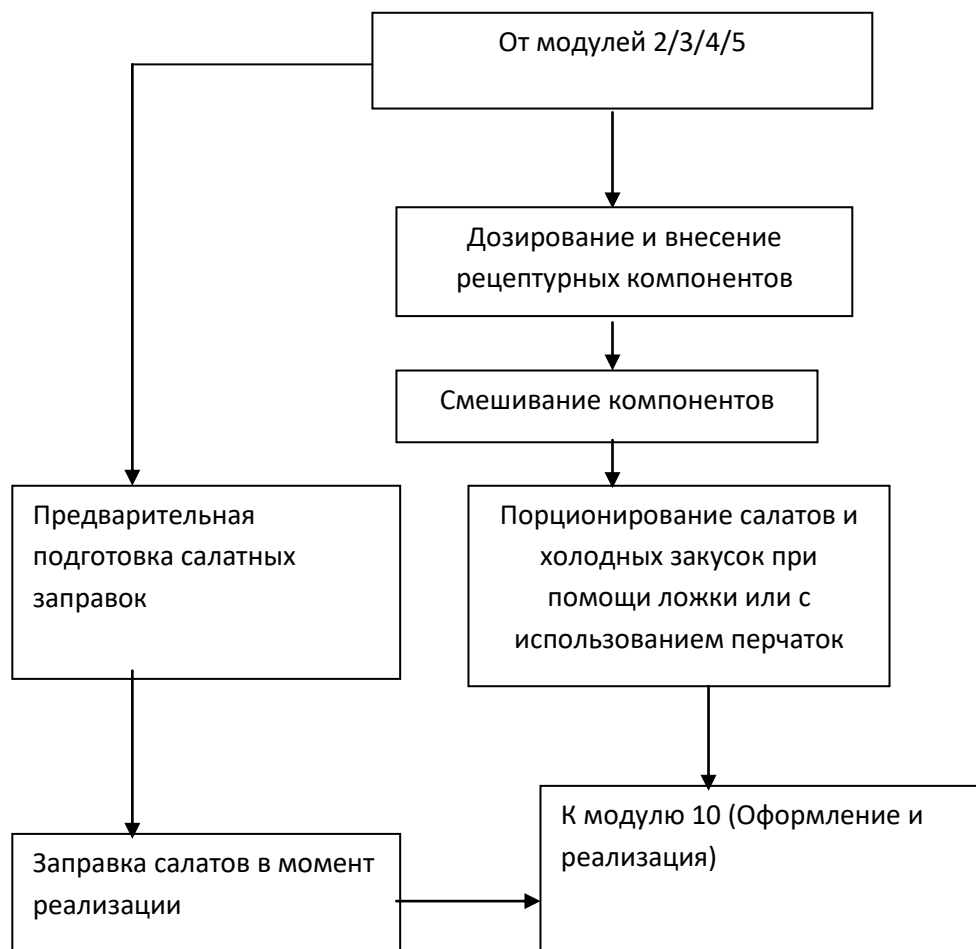 От модулей 2/3/4/5
Дозирование и внесение
рецептурных компонентов
Смешивание компонентов
Предварительная
подготовка салатных
заправок
Порционирование салатов и
холодных закусок при
помощи ложки или с
использованием перчаток
Заправка салатов в момент
реализации
К модулю 10 (Оформление и
реализация)